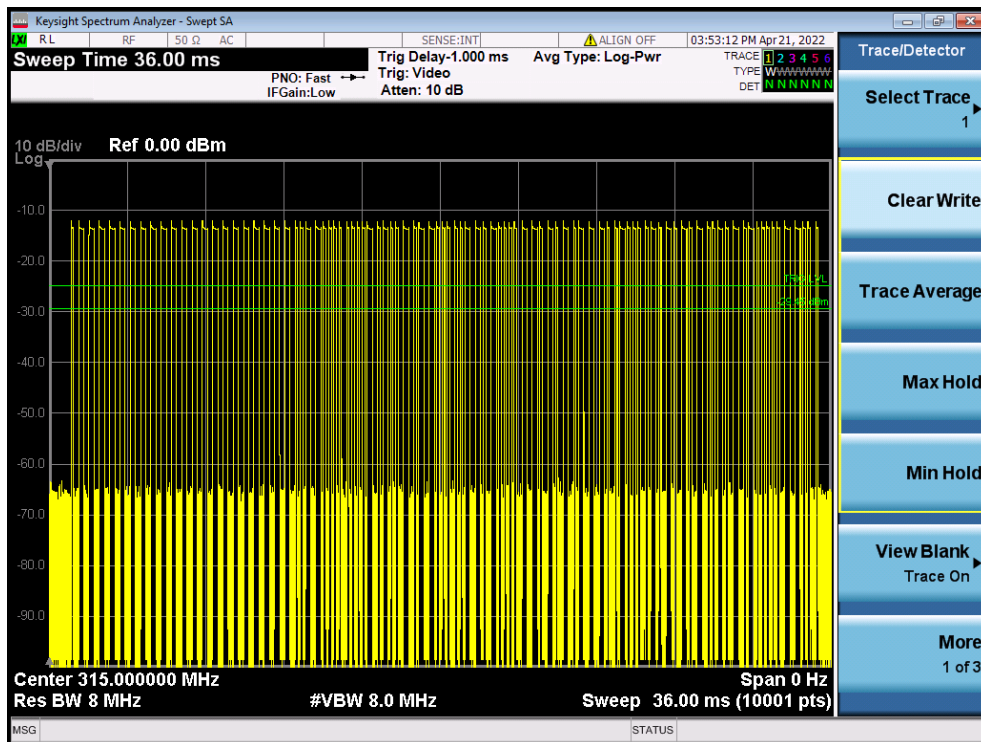 Keysight Spectrum Analyzer - Swept SA
LXI RL RF 50 Ω AC SENSE:INT ALIGN OFF 03:53:12 PM Apr 21, 2022
Sweep Time 36.00 ms
Trig Delay-1.000 ms Avg Type: Log-Pwr TRACE 1 2 3 4 5 6
PNO: Fast Trig: Video TYPE WWWWWW
IFGain:Low Atten: 10 dB DET N N N N N N
10 dB/div Ref 0.00 dBm
Log
-10.0
-20.0
-30.0
-40.0
-50.0
-60.0
-70.0
-80.0
-90.0
Center 315.000000 MHz Span 0 Hz
Res BW 8 MHz #VBW 8.0 MHz Sweep 36.00 ms (10001 pts)
MSG STATUS
Trace/Detector
Select Trace
1
Clear Write
Trace Average
Max Hold
Min Hold
View Blank
Trace On
More
1 of 3